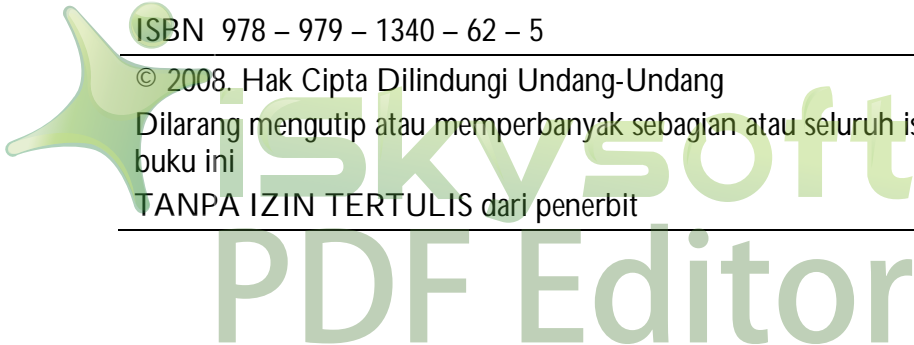 ISBN 978 – 979 – 1340 – 62 – 5
© 2008. Hak Cipta Dilindungi Undang-Undang
Dilarang mengutip atau memperbanyak sebagian atau seluruh is
buku ini
TANPA IZIN TERTULIS dari penerbit
iskysoft
PDF Editor